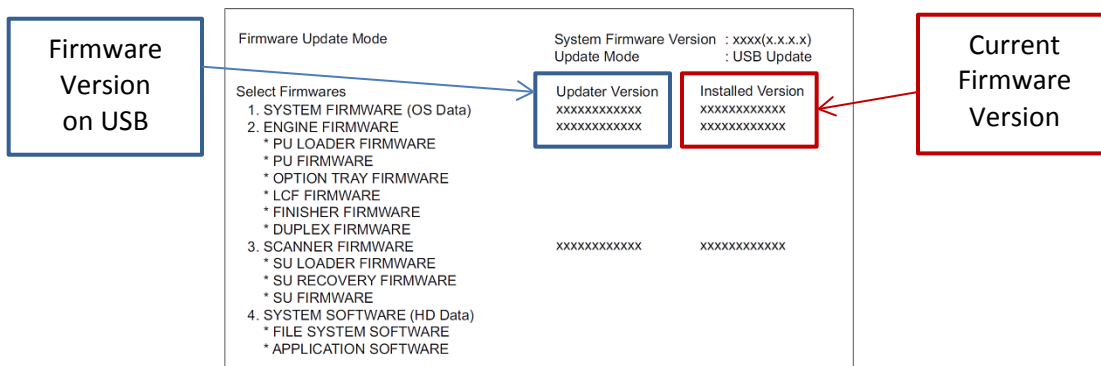 Firmware
Version
on USB
Firmware Update Mode
System Firmware Version : xxxx(x.x.x.x)
Update Mode : USB Update
Select Firmwares Updater Version Installed Version
1. SYSTEM FIRMWARE (OS Data) xxxxxxxxxxxx xxxxxxxxxxxx
2. ENGINE FIRMWARE xxxxxxxxxxxx xxxxxxxxxxxx
* PU LOADER FIRMWARE
* PU FIRMWARE
* OPTION TRAY FIRMWARE
* LCF FIRMWARE
* FINISHER FIRMWARE
* DUPLEX FIRMWARE
3. SCANNER FIRMWARE xxxxxxxxxxxx xxxxxxxxxxxx
* SU LOADER FIRMWARE
* SU RECOVERY FIRMWARE
* SU FIRMWARE
4. SYSTEM SOFTWARE (HD Data)
* FILE SYSTEM SOFTWARE
* APPLICATION SOFTWARE
Current
Firmware
Version